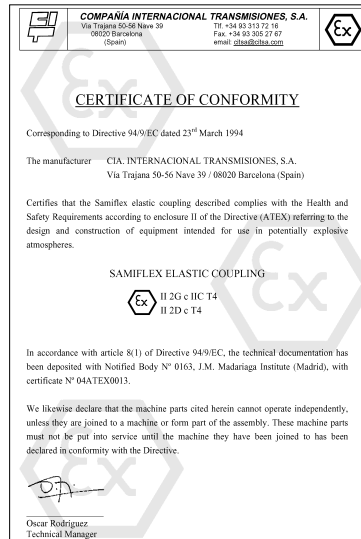 COMPAÑÍA INTERNACIONAL TRANSMISIONES, S.A.
Vía Trajana 50-56 Nave 39 Tlf. +34 93 313 72 16
08020 Barcelona Fax. +34 93 305 27 67
(Spain) email: citsa@citsa.com
CERTIFICATE OF CONFORMITY
Corresponding to Directive 94/9/EC dated 23rd March 1994
The manufacturer CIA. INTERNACIONAL TRANSMISIONES, S.A.
Vía Trajana 50-56 Nave 39 / 08020 Barcelona (Spain)
Certifies that the Samiflex elastic coupling described complies with the Health and
Safety Requirements according to enclosure II of the Directive (ATEX) referring to the
design and construction of equipment intended for use in potentially explosive
atmospheres.
SAMIFLEX ELASTIC COUPLING
Ex II 2G c IIC T4
II 2D c T4
In accordance with article 8(1) of Directive 94/9/EC, the technical documentation has
been deposited with Notified Body Nº 0163, J.M. Madariaga Institute (Madrid), with
certificate Nº 04ATEX0013.
We likewise declare that the machine parts cited herein cannot operate independently,
unless they are joined to a machine or form part of the assembly. These machine parts
must not be put into service until the machine they have been joined to has been
declared in conformity with the Directive.
Oscar Rodríguez
Technical Manager